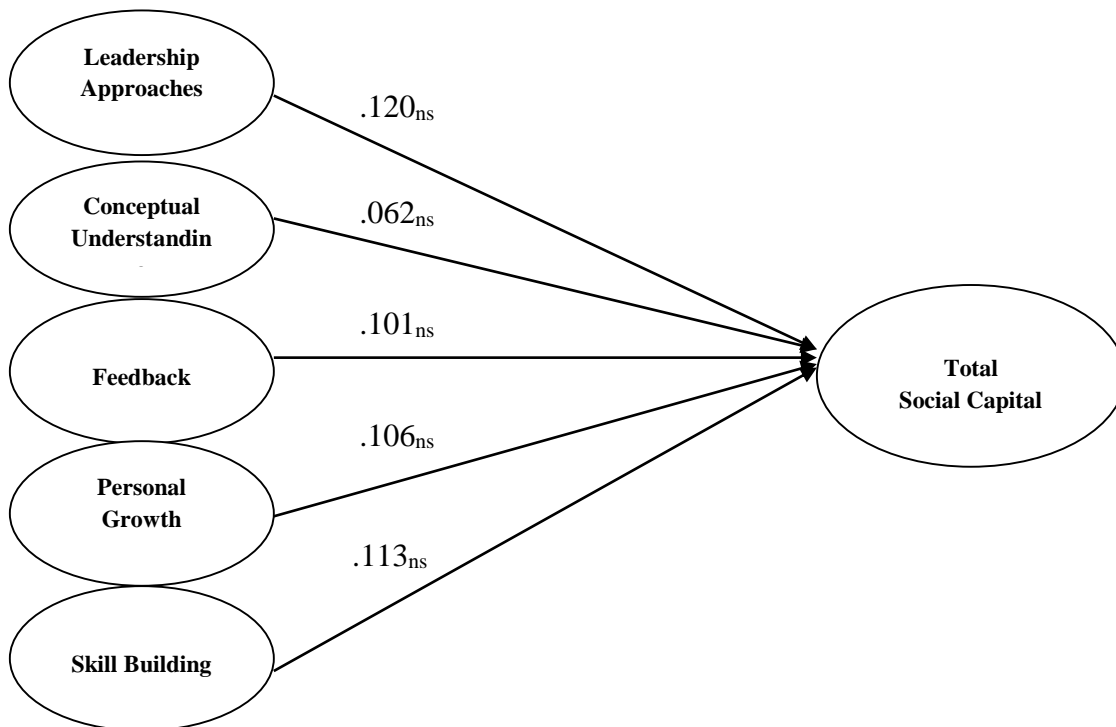 Leadership
Approaches
.120ns
Conceptual
Understandin
.062ns
.101ns
Feedback
Total
Social Capital
.106ns
Personal
Growth
.113ns
Skill Building